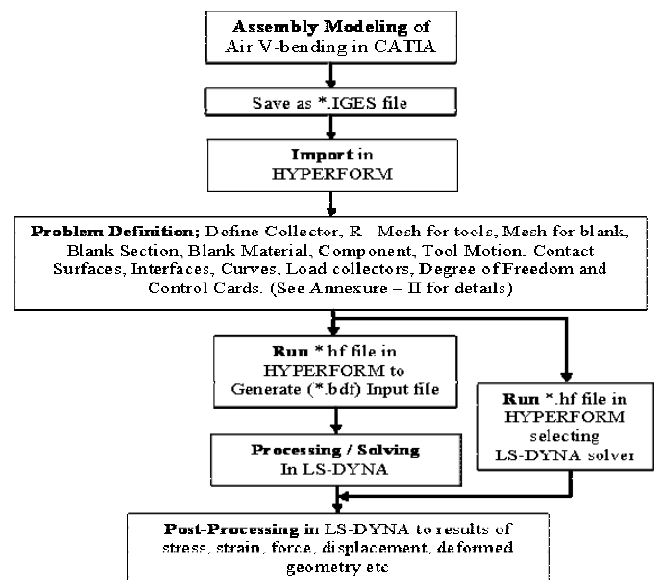 Assembly Modeling of
Air V-bending in CATIA
Save as *.IGES file
Import in
HYPERFORM
Problem Definition; Define Collector, R - Mesh for tools, Mesh for blank,
Blank Section, Blank Material, Component, Tool Motion. Contact
Surfaces, Interfaces, Curves, Load collectors, Degree of Freedom and
Control Cards. (See Annexure – II for details)
Run *hf file in
HYPERFORM to
Generate (*.bdf) Input file
Run *.hf file in
HYPERFORM
selecting
LS-DYNA solver
Processing / Solving
In LS-DYNA
Post-Processing in LS-DYNA to results of
stress, strain, force, displacement, deformed
geometry etc